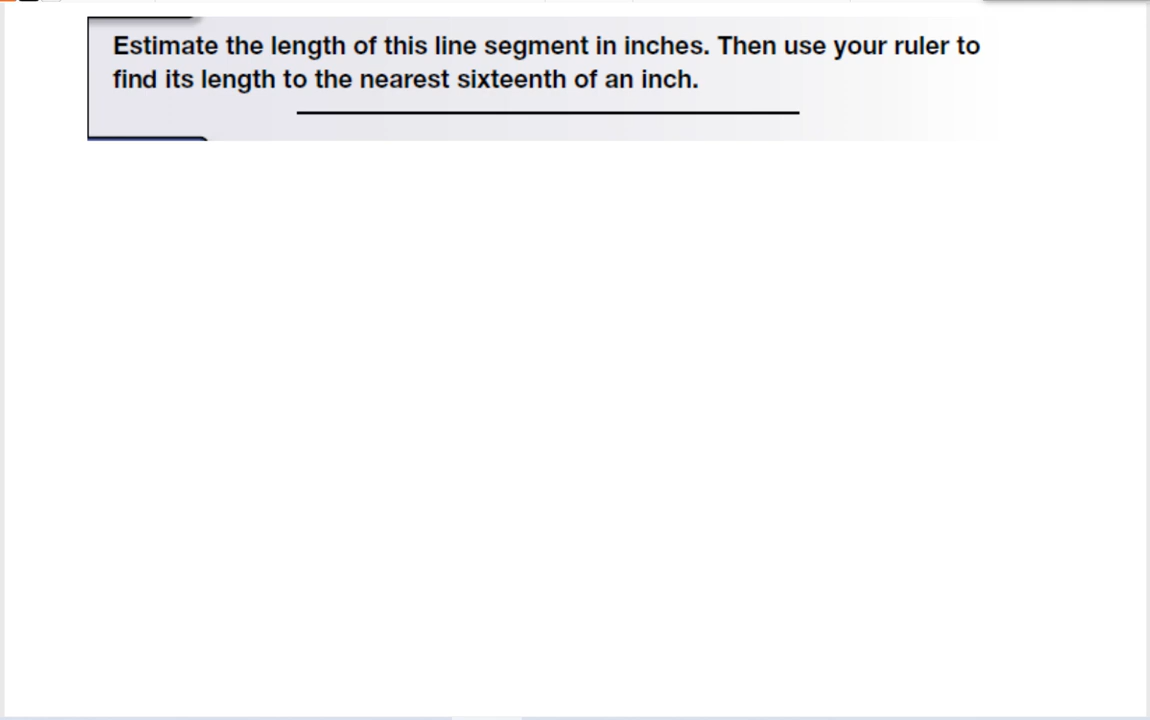 Estimate the length of this line segment in inches. Then use your ruler to
find its length to the nearest sixteenth of an inch.